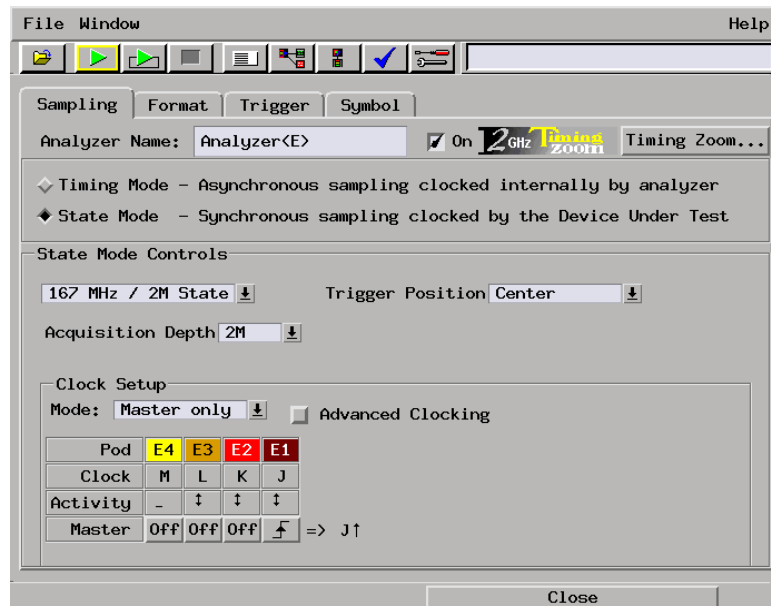 File Window Help
Sampling Format Trigger Symbol
Analyzer Name: Analyzer<E> On 2GHz Timing Zoom Timing Zoom...
Timing Mode - Asynchronous sampling clocked internally by analyzer
State Mode - Synchronous sampling clocked by the Device Under Test
State Mode Controls
167 MHz / 2M State Trigger Position Center
Acquisition Depth 2M
Clock Setup
Mode: Master only Advanced Clocking
Pod E4 E3 E2 E1
Clock M L K J
Activity - ↕ ↕ ↕
Master Off Off Off => J↑
Close